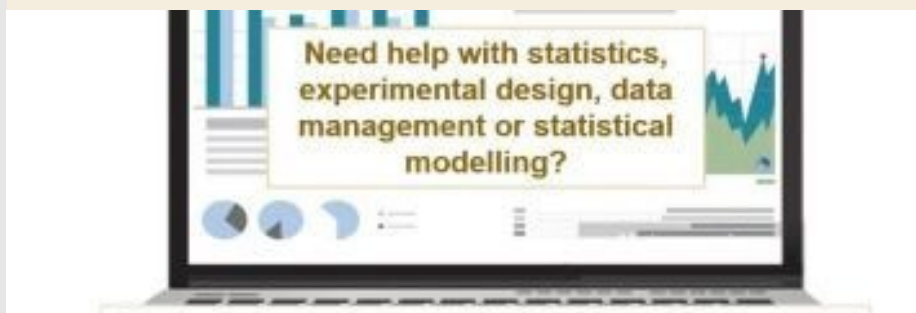 Need help with statistics,
experimental design, data
management or statistical
modelling?